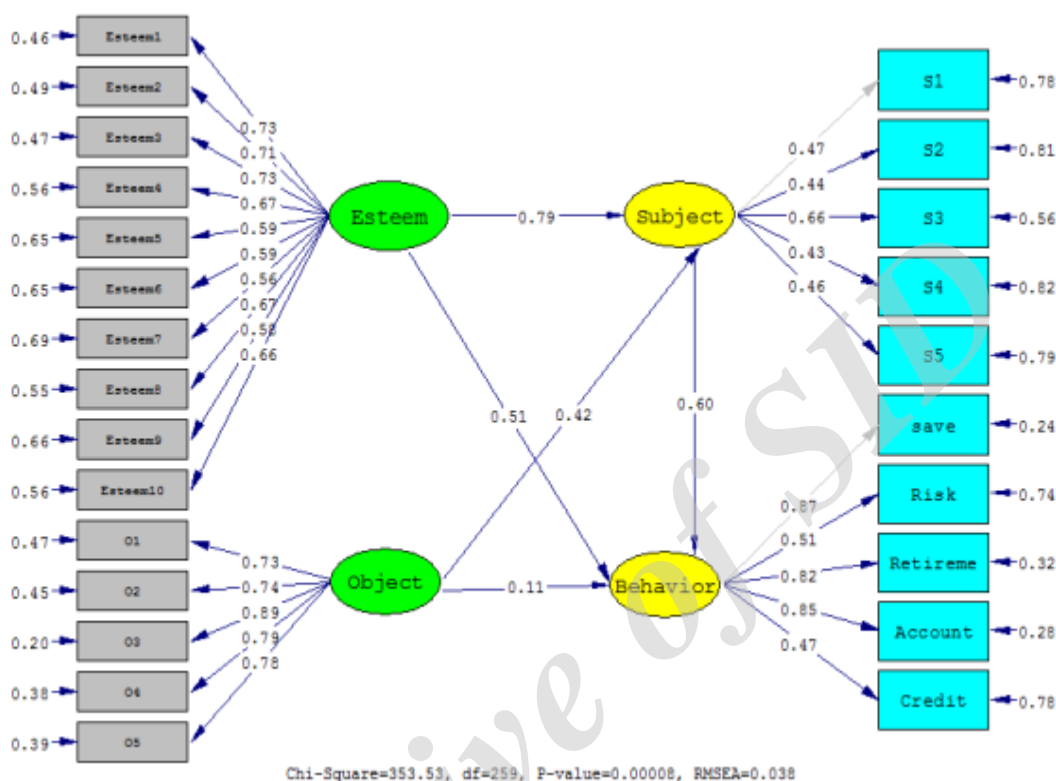 0.46 Esteem1
0.49 Esteem2
0.47 Esteem3
0.56 Esteem4
0.65 Esteem5
0.65 Esteem6
0.69 Esteem7
0.55 Esteem8
0.66 Esteem9
0.56 Esteem10
0.47 O1
0.45 O2
0.20 O3
0.38 O4
0.39 O5
0.73
0.71
0.73
0.67
0.59
0.59
0.56
0.67
0.58
0.66
0.73
0.74
0.89
0.79
0.78
Esteem
Object
0.79
0.51
0.42
0.60
0.11
Subject
Behavior
0.47
0.44
0.66
0.43
0.46
0.87
0.51
0.82
0.85
0.47
S1 0.78
S2 0.81
S3 0.56
S4 0.82
S5 0.79
save 0.24
Risk 0.74
Retireme 0.32
Account 0.28
Credit 0.78
Chi-Square=353.53, df=259, P-value=0.00008, RMSEA=0.038
ive of SID